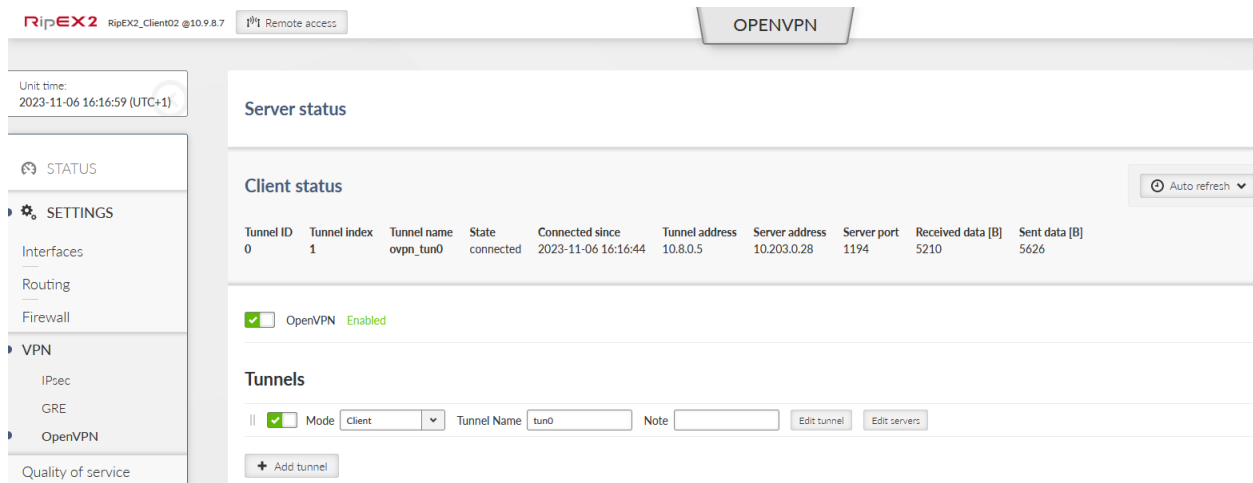 RipEX2 RipEX2_Client02 @10.9.8.7 Remote access OPENVPN
Unit time:
2023-11-06 16:16:59 (UTC+1)
STATUS
SETTINGS
Interfaces
Routing
Firewall
VPN
IPsec
GRE
OpenVPN
Quality of service
Server status
Client status
Auto refresh
Tunnel ID Tunnel index Tunnel name State Connected since Tunnel address Server address Server port Received data [B] Sent data [B]
0 1 ovpn_tun0 connected 2023-11-06 16:16:44 10.8.0.5 10.203.0.28 1194 5210 5626
OpenVPN Enabled
Tunnels
Mode Client Tunnel Name tun0 Note Edit tunnel Edit servers
+ Add tunnel